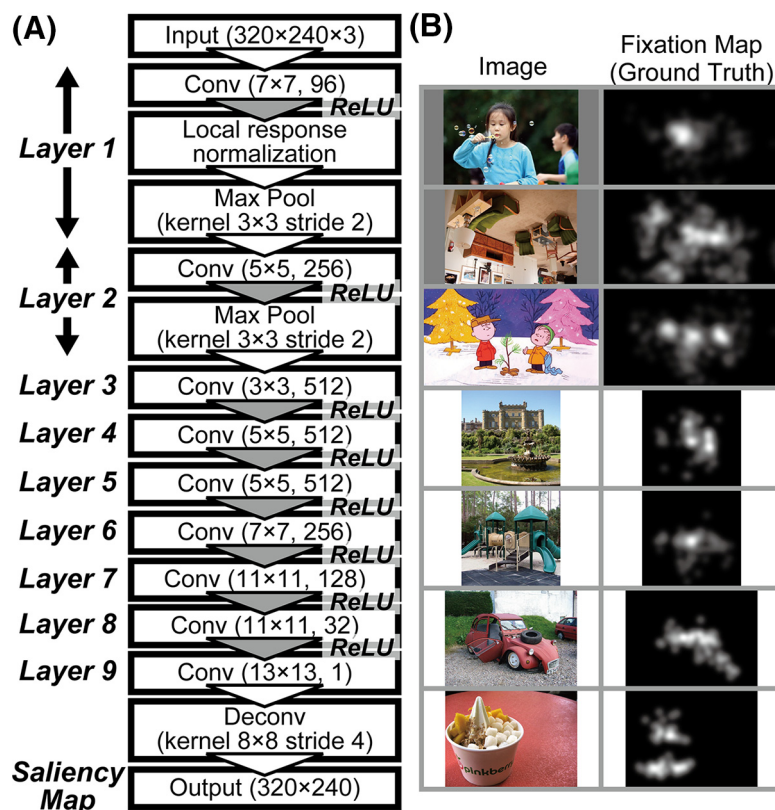 (A)
Input (320×240×3)
Conv (7×7, 96)
ReLU
Layer 1
Local response
normalization
Max Pool
(kernel 3×3 stride 2)
Conv (5×5, 256)
ReLU
Layer 2
Max Pool
(kernel 3×3 stride 2)
Layer 3
Conv (3×3, 512)
ReLU
Layer 4
Conv (5×5, 512)
ReLU
Layer 5
Conv (5×5, 512)
ReLU
Layer 6
Conv (7×7, 256)
ReLU
Layer 7
Conv (11×11, 128)
ReLU
Layer 8
Conv (11×11, 32)
ReLU
Layer 9
Conv (13×13, 1)
Deconv
(kernel 8×8 stride 4)
Saliency
Map
Output (320×240)
(B)
Image
Fixation Map
(Ground Truth)
pinkberr